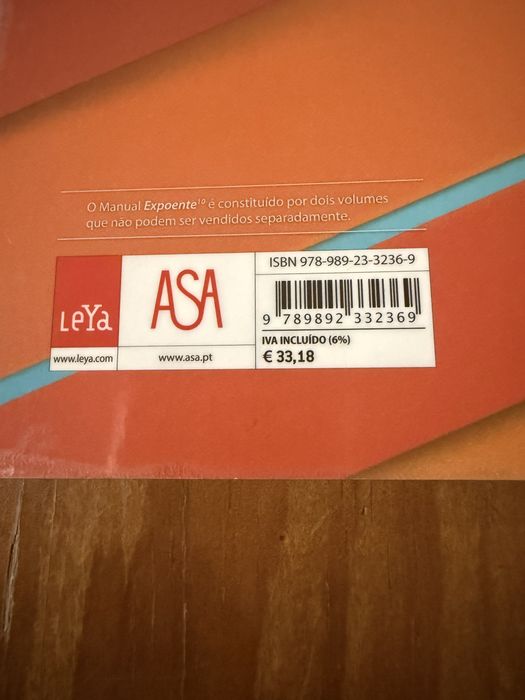 O Manual Expoente¹⁰ é constituído por dois volumes
que não podem ser vendidos separadamente.
LeYa
www.leya.com
ASA
www.asa.pt
ISBN 978-989-23-3236-9
9 789892 332369
IVA INCLUÍDO (6%)
€ 33,18